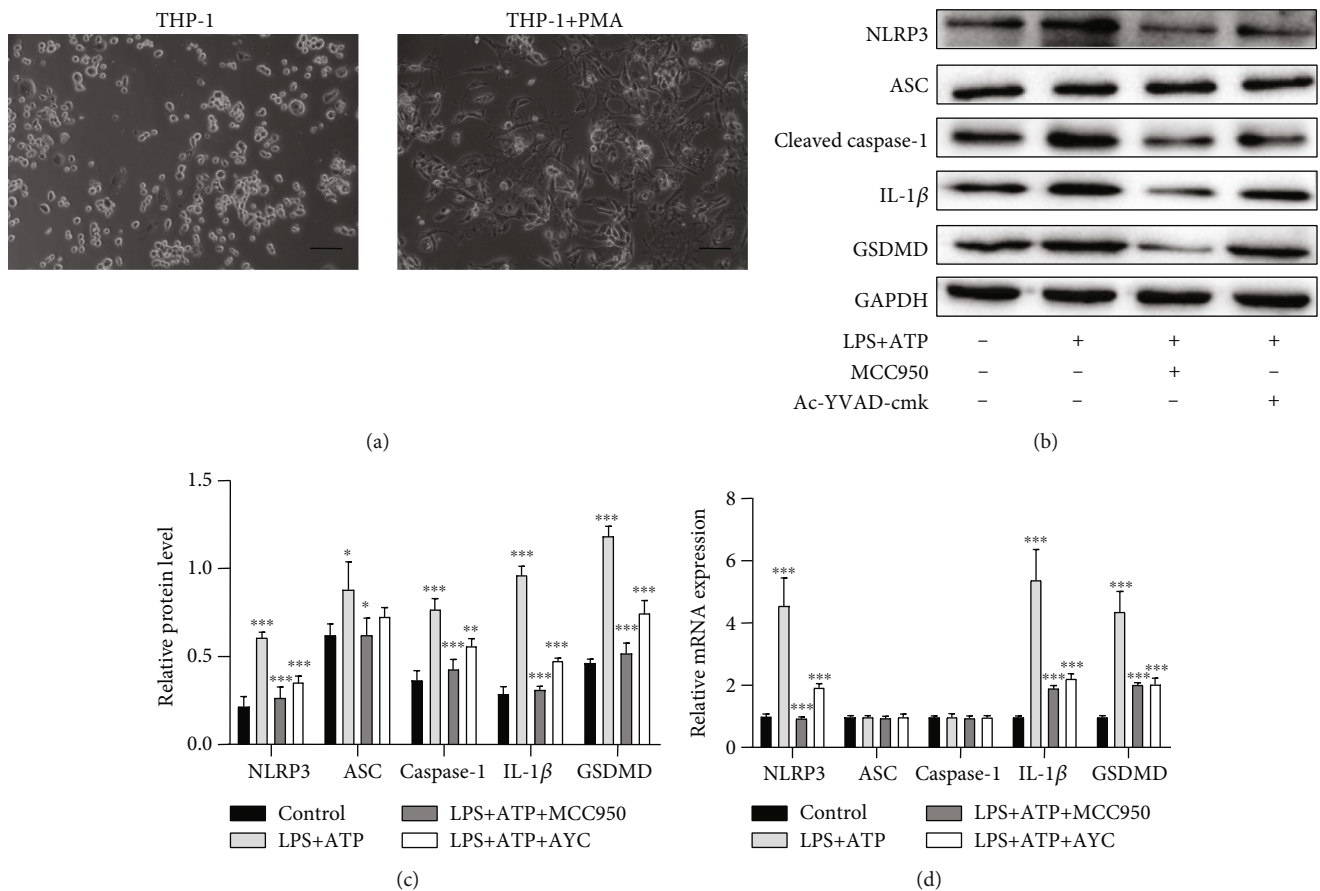 THP-1
THP-1+PMA
NLRP3
ASC
Cleaved caspase-1
IL-1β
GSDMD
GAPDH
LPS+ATP – + + +
MCC950 – – + –
Ac-YVAD-cmk – – – +
(a)
(b)
Relative protein level
1.5
1.0
0.5
0.0
***
***
***
*
*
***
***
**
***
***
***
***
***
***
NLRP3 ASC Caspase-1 IL-1β GSDMD
Control
LPS+ATP+MCC950
LPS+ATP
LPS+ATP+AYC
(c)
Relative mRNA expression
8
6
4
2
0
***
***
***
***
***
***
***
***
***
NLRP3 ASC Caspase-1 IL-1β GSDMD
Control
LPS+ATP+MCC950
LPS+ATP
LPS+ATP+AYC
(d)